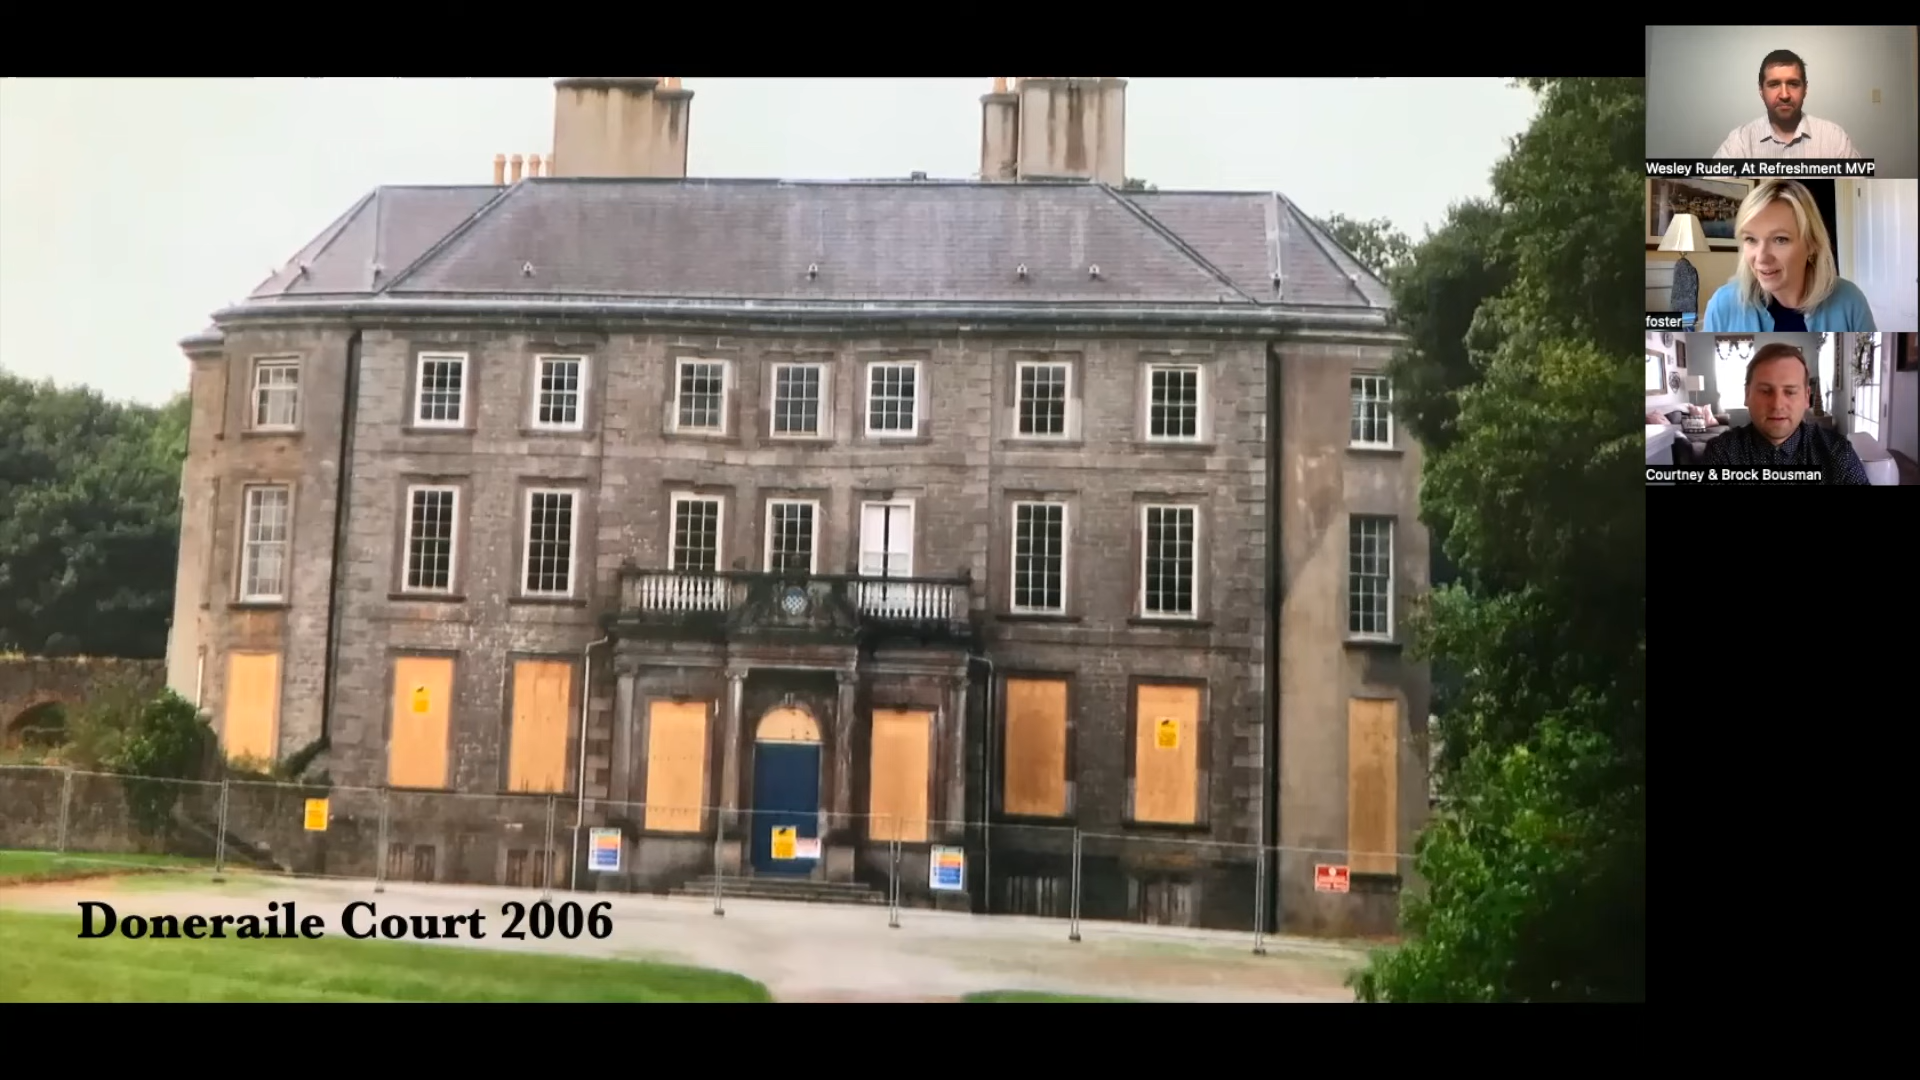 Wesley Ruder, At Refreshment MVP
foster
Courtney & Brock Bousman
Doneraile Court 2006